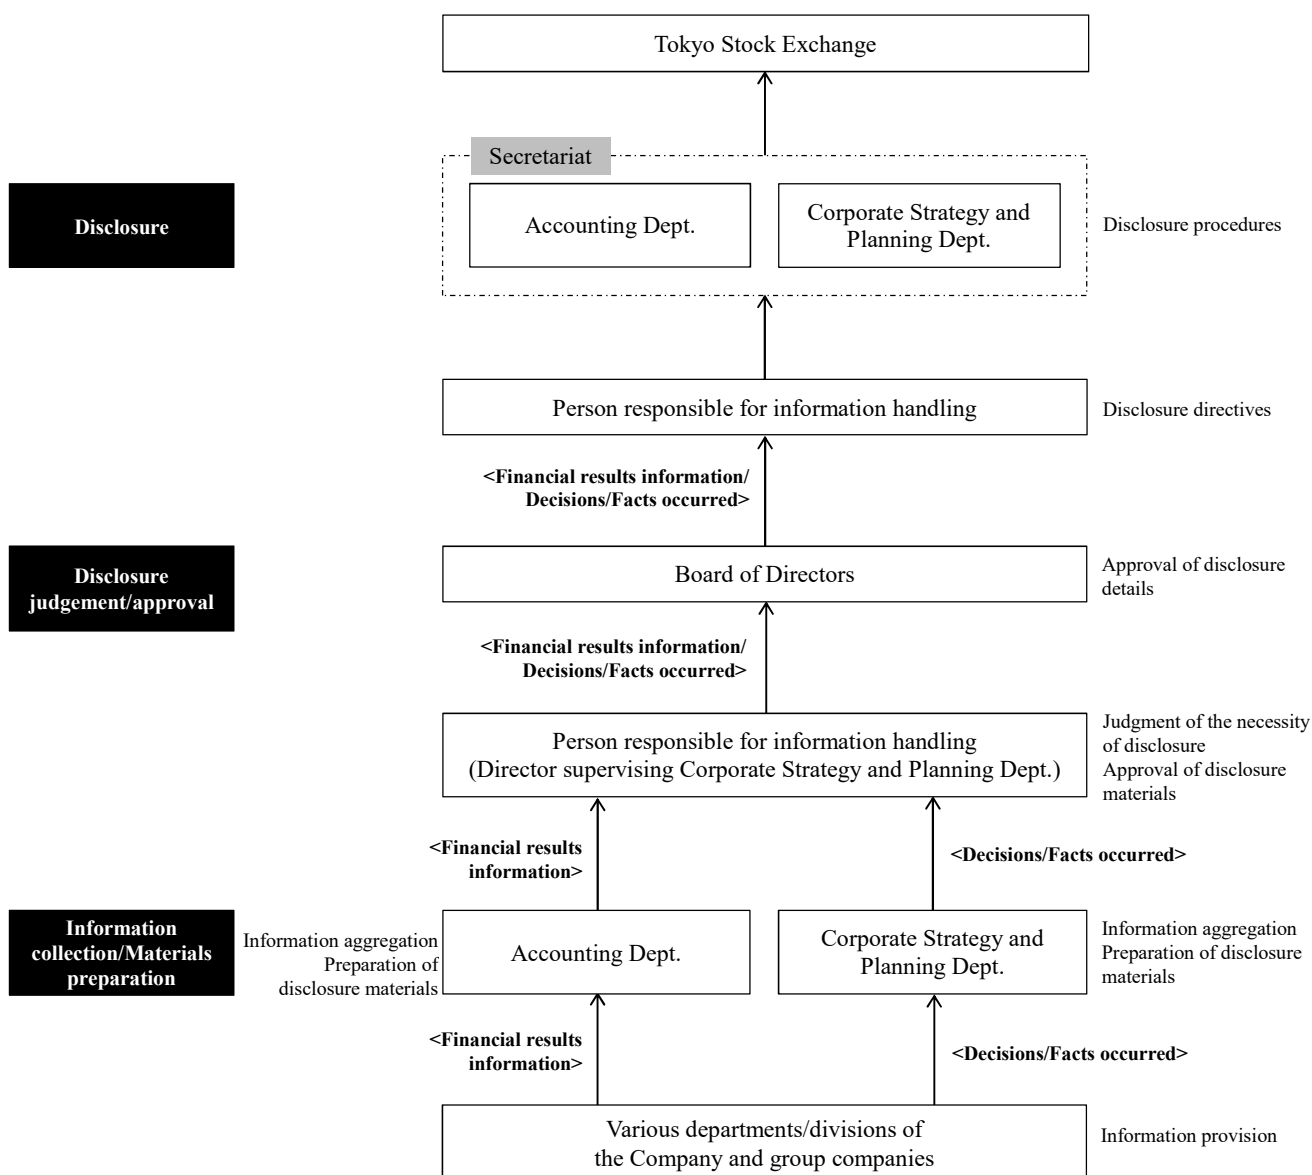 Tokyo Stock Exchange
Secretariat
Disclosure
Accounting Dept.
Corporate Strategy and
Planning Dept.
Disclosure procedures
Person responsible for information handling
Disclosure directives
<Financial results information/
Decisions/Facts occurred>
Disclosure
judgement/approval
Board of Directors
Approval of disclosure
details
<Financial results information/
Decisions/Facts occurred>
Person responsible for information handling
(Director supervising Corporate Strategy and Planning Dept.)
Judgment of the necessity
of disclosure
Approval of disclosure
materials
<Financial results
information>
<Decisions/Facts occurred>
Information
collection/Materials
preparation
Information aggregation
Preparation of
disclosure materials
Accounting Dept.
Corporate Strategy and
Planning Dept.
Information aggregation
Preparation of disclosure
materials
<Financial results
information>
<Decisions/Facts occurred>
Various departments/divisions of
the Company and group companies
Information provision